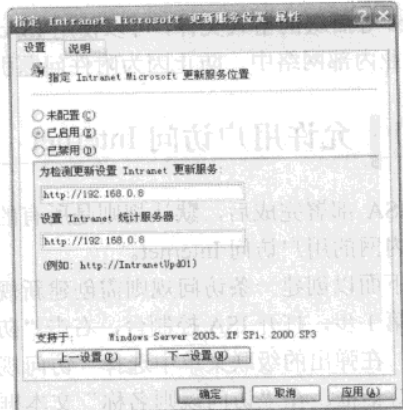 指定 Intranet Microsoft 更新服务位置 属性
设置 说明
指定 Intranet Microsoft 更新服务位置
未配置(C)
已启用(E)
已禁用(D)
为检测更新设置 Intranet 更新服务
http://192.168.0.8
设置 Intranet 统计服务器
http://192.168.0.8
(例如: http://IntranetUpd01)
支持于: Windows Server 2003、XP SP1、2000 SP3
上一设置(P) 下一设置(N)
确定 取消 应用(A)